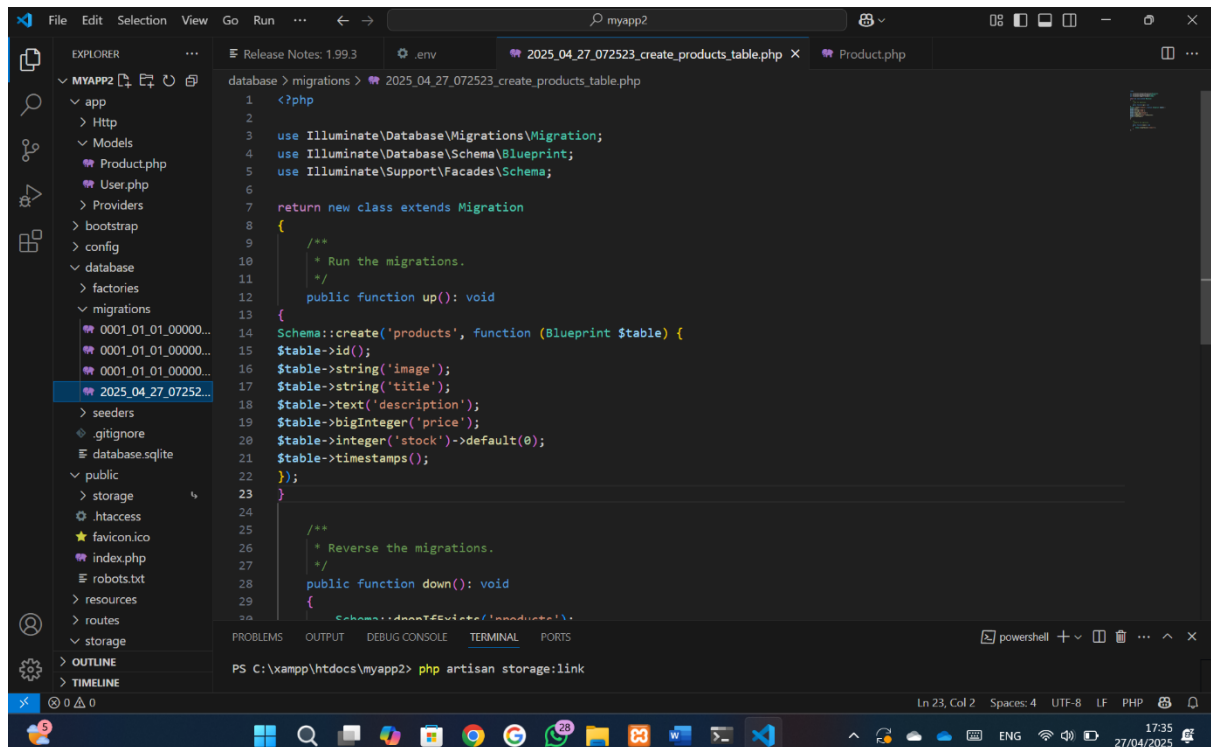 File Edit Selection View Go Run ··· myapp2
EXPLORER ···
MYAPP2
app
Http
Models
Product.php
User.php
Providers
bootstrap
config
database
factories
migrations
0001_01_01_00000...
0001_01_01_00000...
0001_01_01_00000...
2025_04_27_07252...
seeders
.gitignore
database.sqlite
public
storage
.htaccess
favicon.ico
index.php
robots.txt
resources
routes
storage
OUTLINE
TIMELINE
Release Notes: 1.99.3 .env 2025_04_27_072523_create_products_table.php Product.php
database > migrations > 2025_04_27_072523_create_products_table.php
1 <?php
2
3 use Illuminate\Database\Migrations\Migration;
4 use Illuminate\Database\Schema\Blueprint;
5 use Illuminate\Support\Facades\Schema;
6
7 return new class extends Migration
8 {
9 /**
10 * Run the migrations.
11 */
12 public function up(): void
13 {
14 Schema::create('products', function (Blueprint $table) {
15 $table->id();
16 $table->string('image');
17 $table->string('title');
18 $table->text('description');
19 $table->bigInteger('price');
20 $table->integer('stock')->default(0);
21 $table->timestamps();
22 });
23 }
24
25 /**
26 * Reverse the migrations.
27 */
28 public function down(): void
29 {
30 Schema::dropIfExists('products');
PROBLEMS OUTPUT DEBUG CONSOLE TERMINAL PORTS powershell
PS C:\xampp\htdocs\myapp2> php artisan storage:link
0 0 Ln 23, Col 2 Spaces: 4 UTF-8 LF PHP
5 28 ENG 17:35
27/04/2025